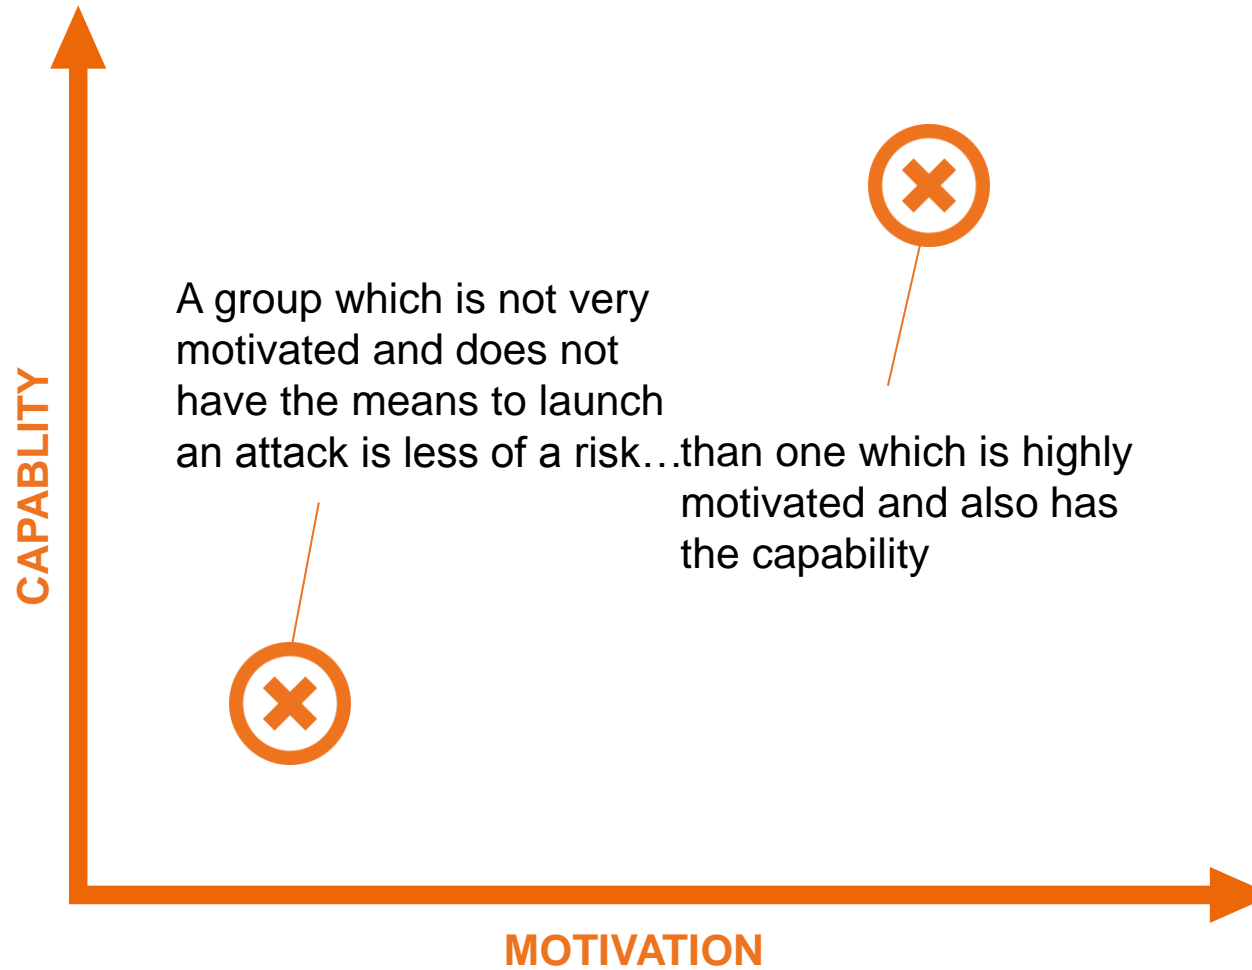 A group which is not very
motivated and does not
have the means to launch
an attack is less of a risk…
than one which is highly
motivated and also has
the capability
CAPABLITY
MOTIVATION